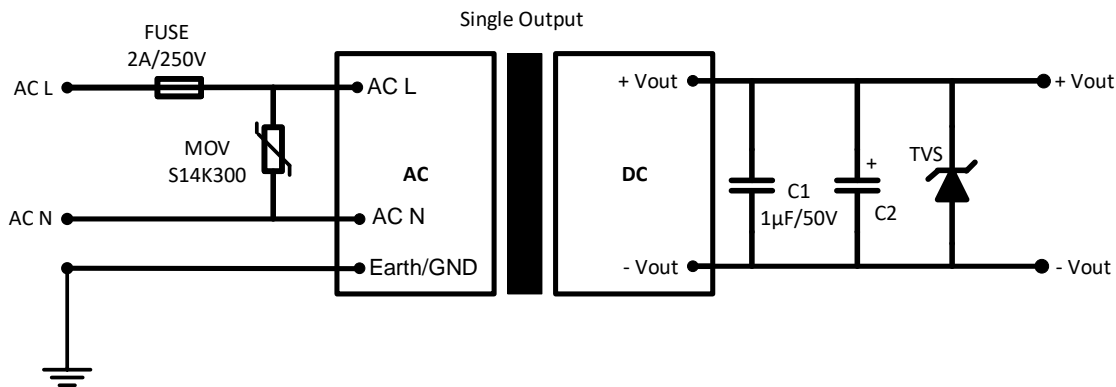 Single Output
FUSE
2A/250V
AC L
AC L
MOV
S14K300
AC
AC N
AC N
Earth/GND
+ Vout
DC
- Vout
C1
1µF/50V
+
C2
TVS
+ Vout
- Vout